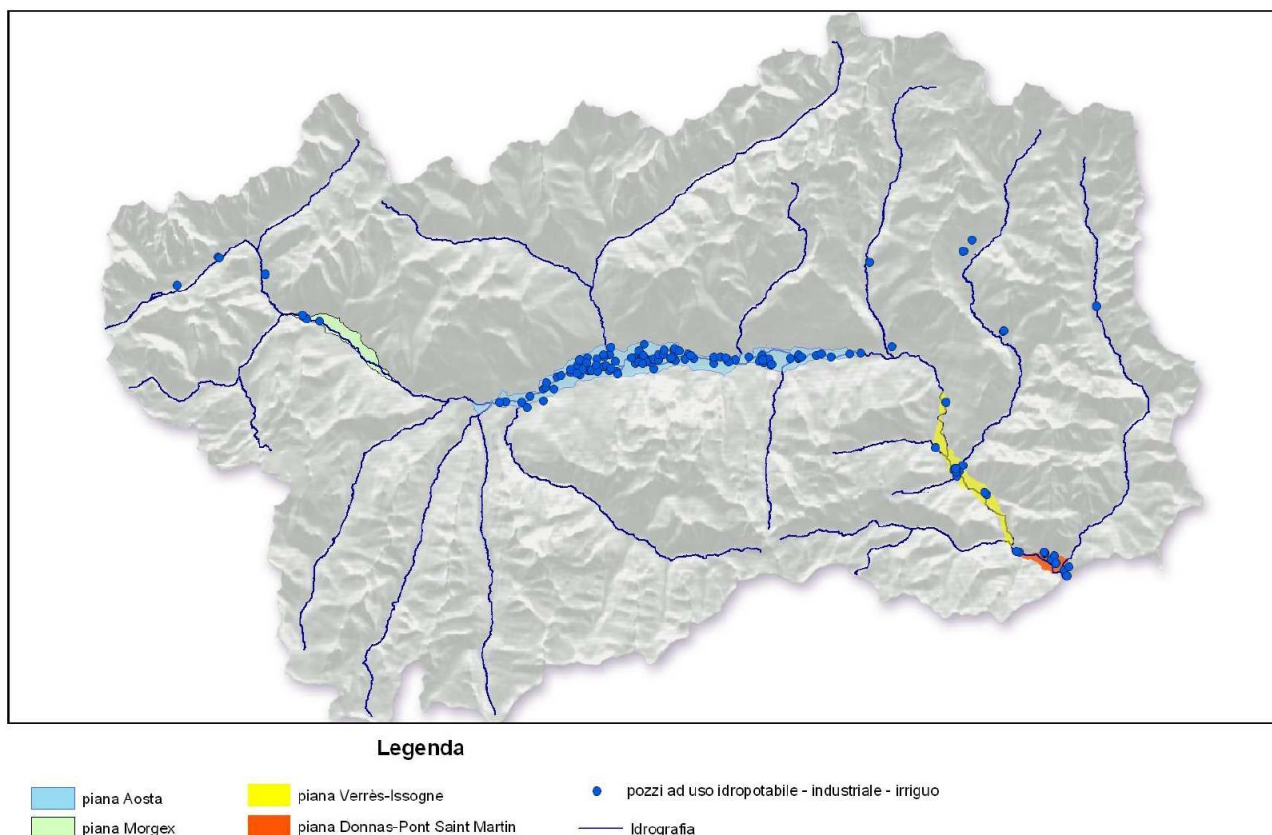 Legenda
piana Aosta
piana Morgex
piana Verrès-Issogne
piana Donnas-Pont Saint Martin
pozzi ad uso idropotabile - industriale - irriguo
Idrografia